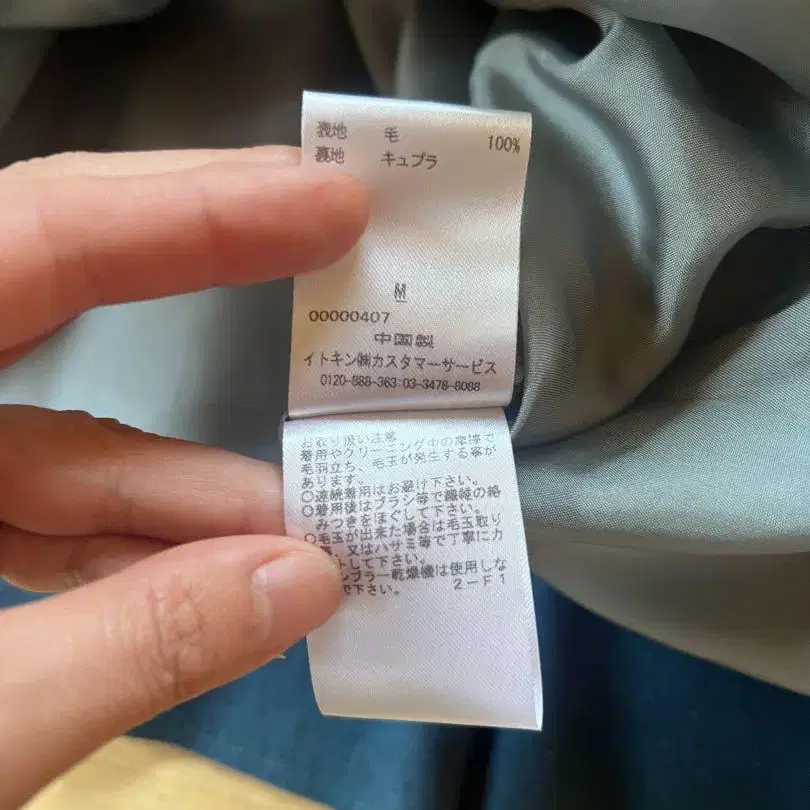 表地 毛 100%
裏地 キュプラ
M
00000407
中国製
イトキン㈱カスタマーサービス
0120-888-363:03-3478-8088
お取り扱い注意
着用やクリーニング中の摩擦で
毛羽立ち、毛玉が発生する事が
あります。
○連続着用はお避け下さい。
○着用後はブラシ等で繊維の絡
みつきをほぐして下さい。
○毛玉が出来た場合は毛玉取り
、又はハサミ等で丁寧にカ
ットして下さい。
ンブラー乾燥機は使用しな
で下さい。 2-F1